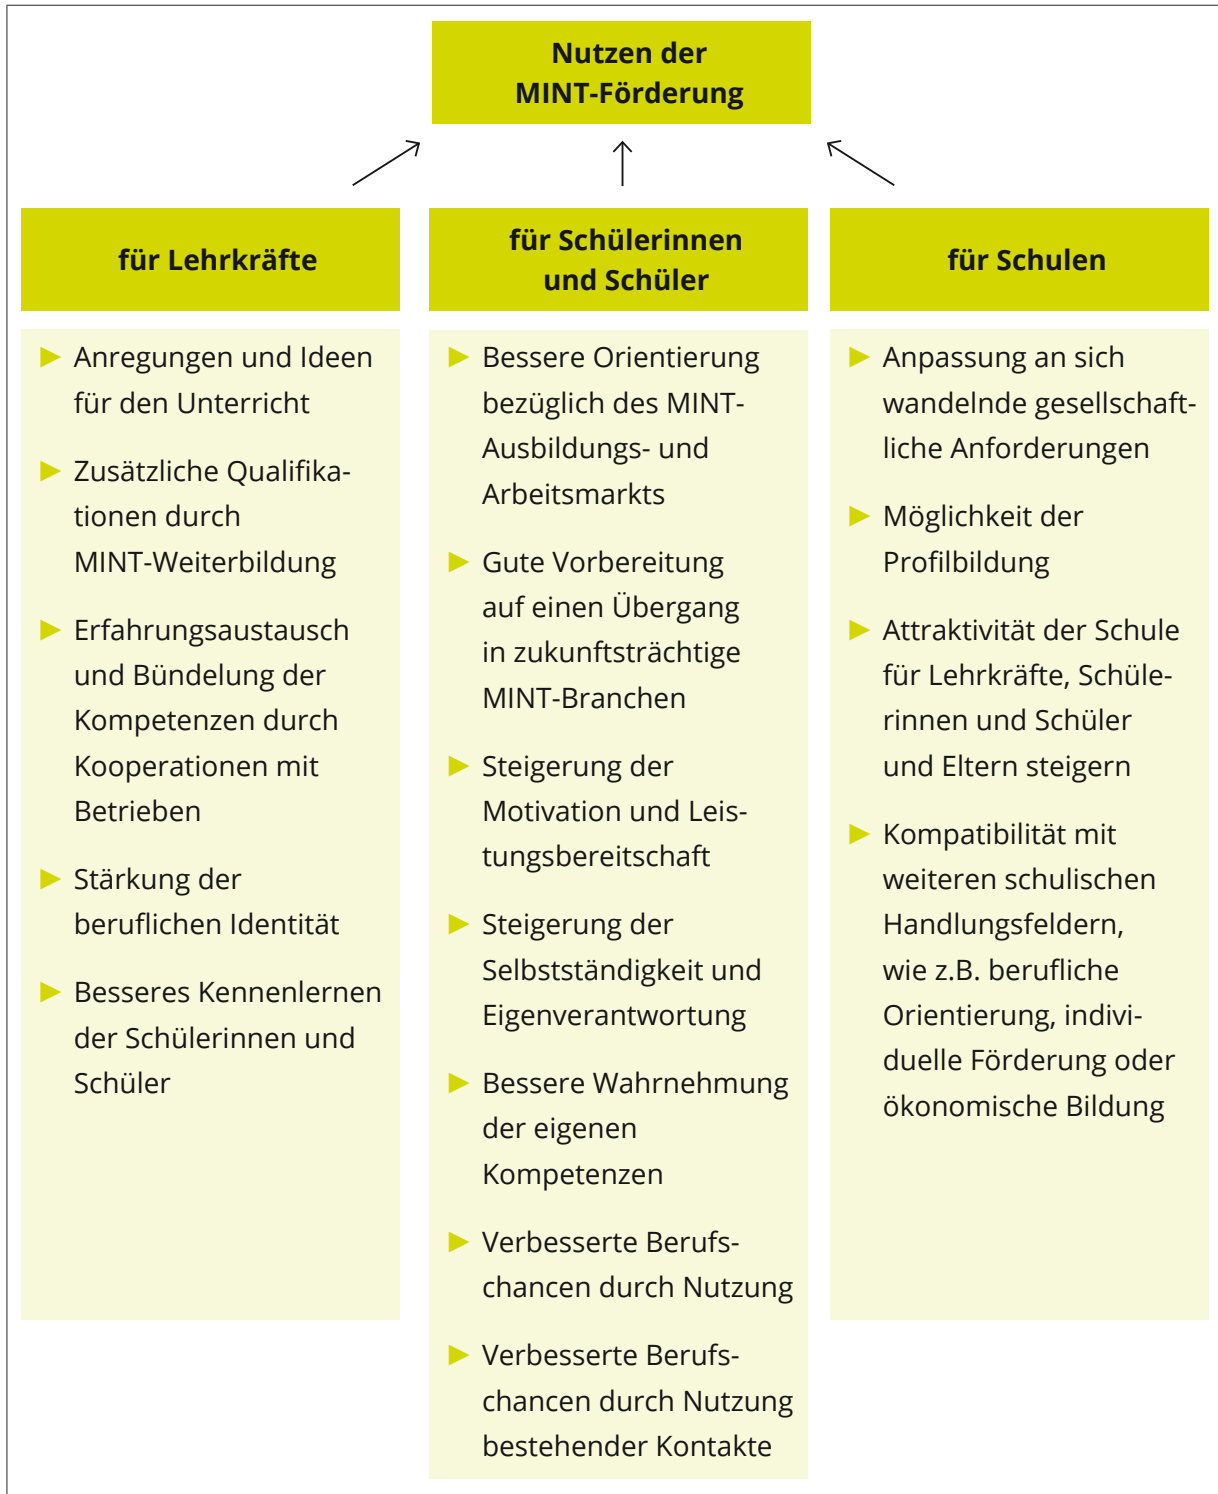 Nutzen der
MINT-Förderung
für Lehrkräfte
Anregungen und Ideen
für den Unterricht
Zusätzliche Qualifika-
tionen durch
MINT-Weiterbildung
Erfahrungsaustausch
und Bündelung der
Kompetenzen durch
Kooperationen mit
Betrieben
Stärkung der
beruflichen Identität
Besseres Kennenlernen
der Schülerinnen und
Schüler
für Schülerinnen
und Schüler
Bessere Orientierung
bezüglich des MINT-
Ausbildungs- und
Arbeitsmarkts
Gute Vorbereitung
auf einen Übergang
in zukunftsträchtige
MINT-Branchen
Steigerung der
Motivation und Leis-
tungsbereitschaft
Steigerung der
Selbstständigkeit und
Eigenverantwortung
Bessere Wahrnehmung
der eigenen
Kompetenzen
Verbesserte Berufs-
chancen durch Nutzung
Verbesserte Berufs-
chancen durch Nutzung
bestehender Kontakte
für Schulen
Anpassung an sich
wandelnde gesellschaft-
liche Anforderungen
Möglichkeit der
Profilbildung
Attraktivität der Schule
für Lehrkräfte, Schüle-
rinnen und Schüler
und Eltern steigern
Kompatibilität mit
weiteren schulischen
Handlungsfeldern,
wie z.B. berufliche
Orientierung, indivi-
duelle Förderung oder
ökonomische Bildung